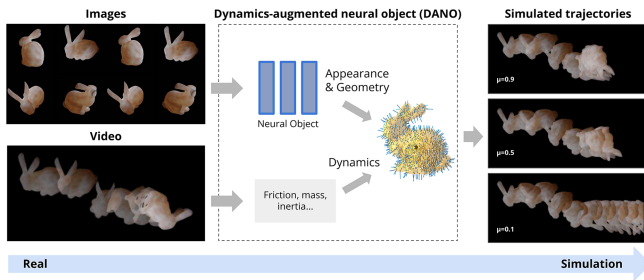 Images
Dynamics-augmented neural object (DANO)
Simulated trajectories
Appearance
& Geometry
Neural Object
Video
Dynamics
Friction, mass,
inertia...
μ=0.9
μ=0.5
μ=0.1
Real
Simulation